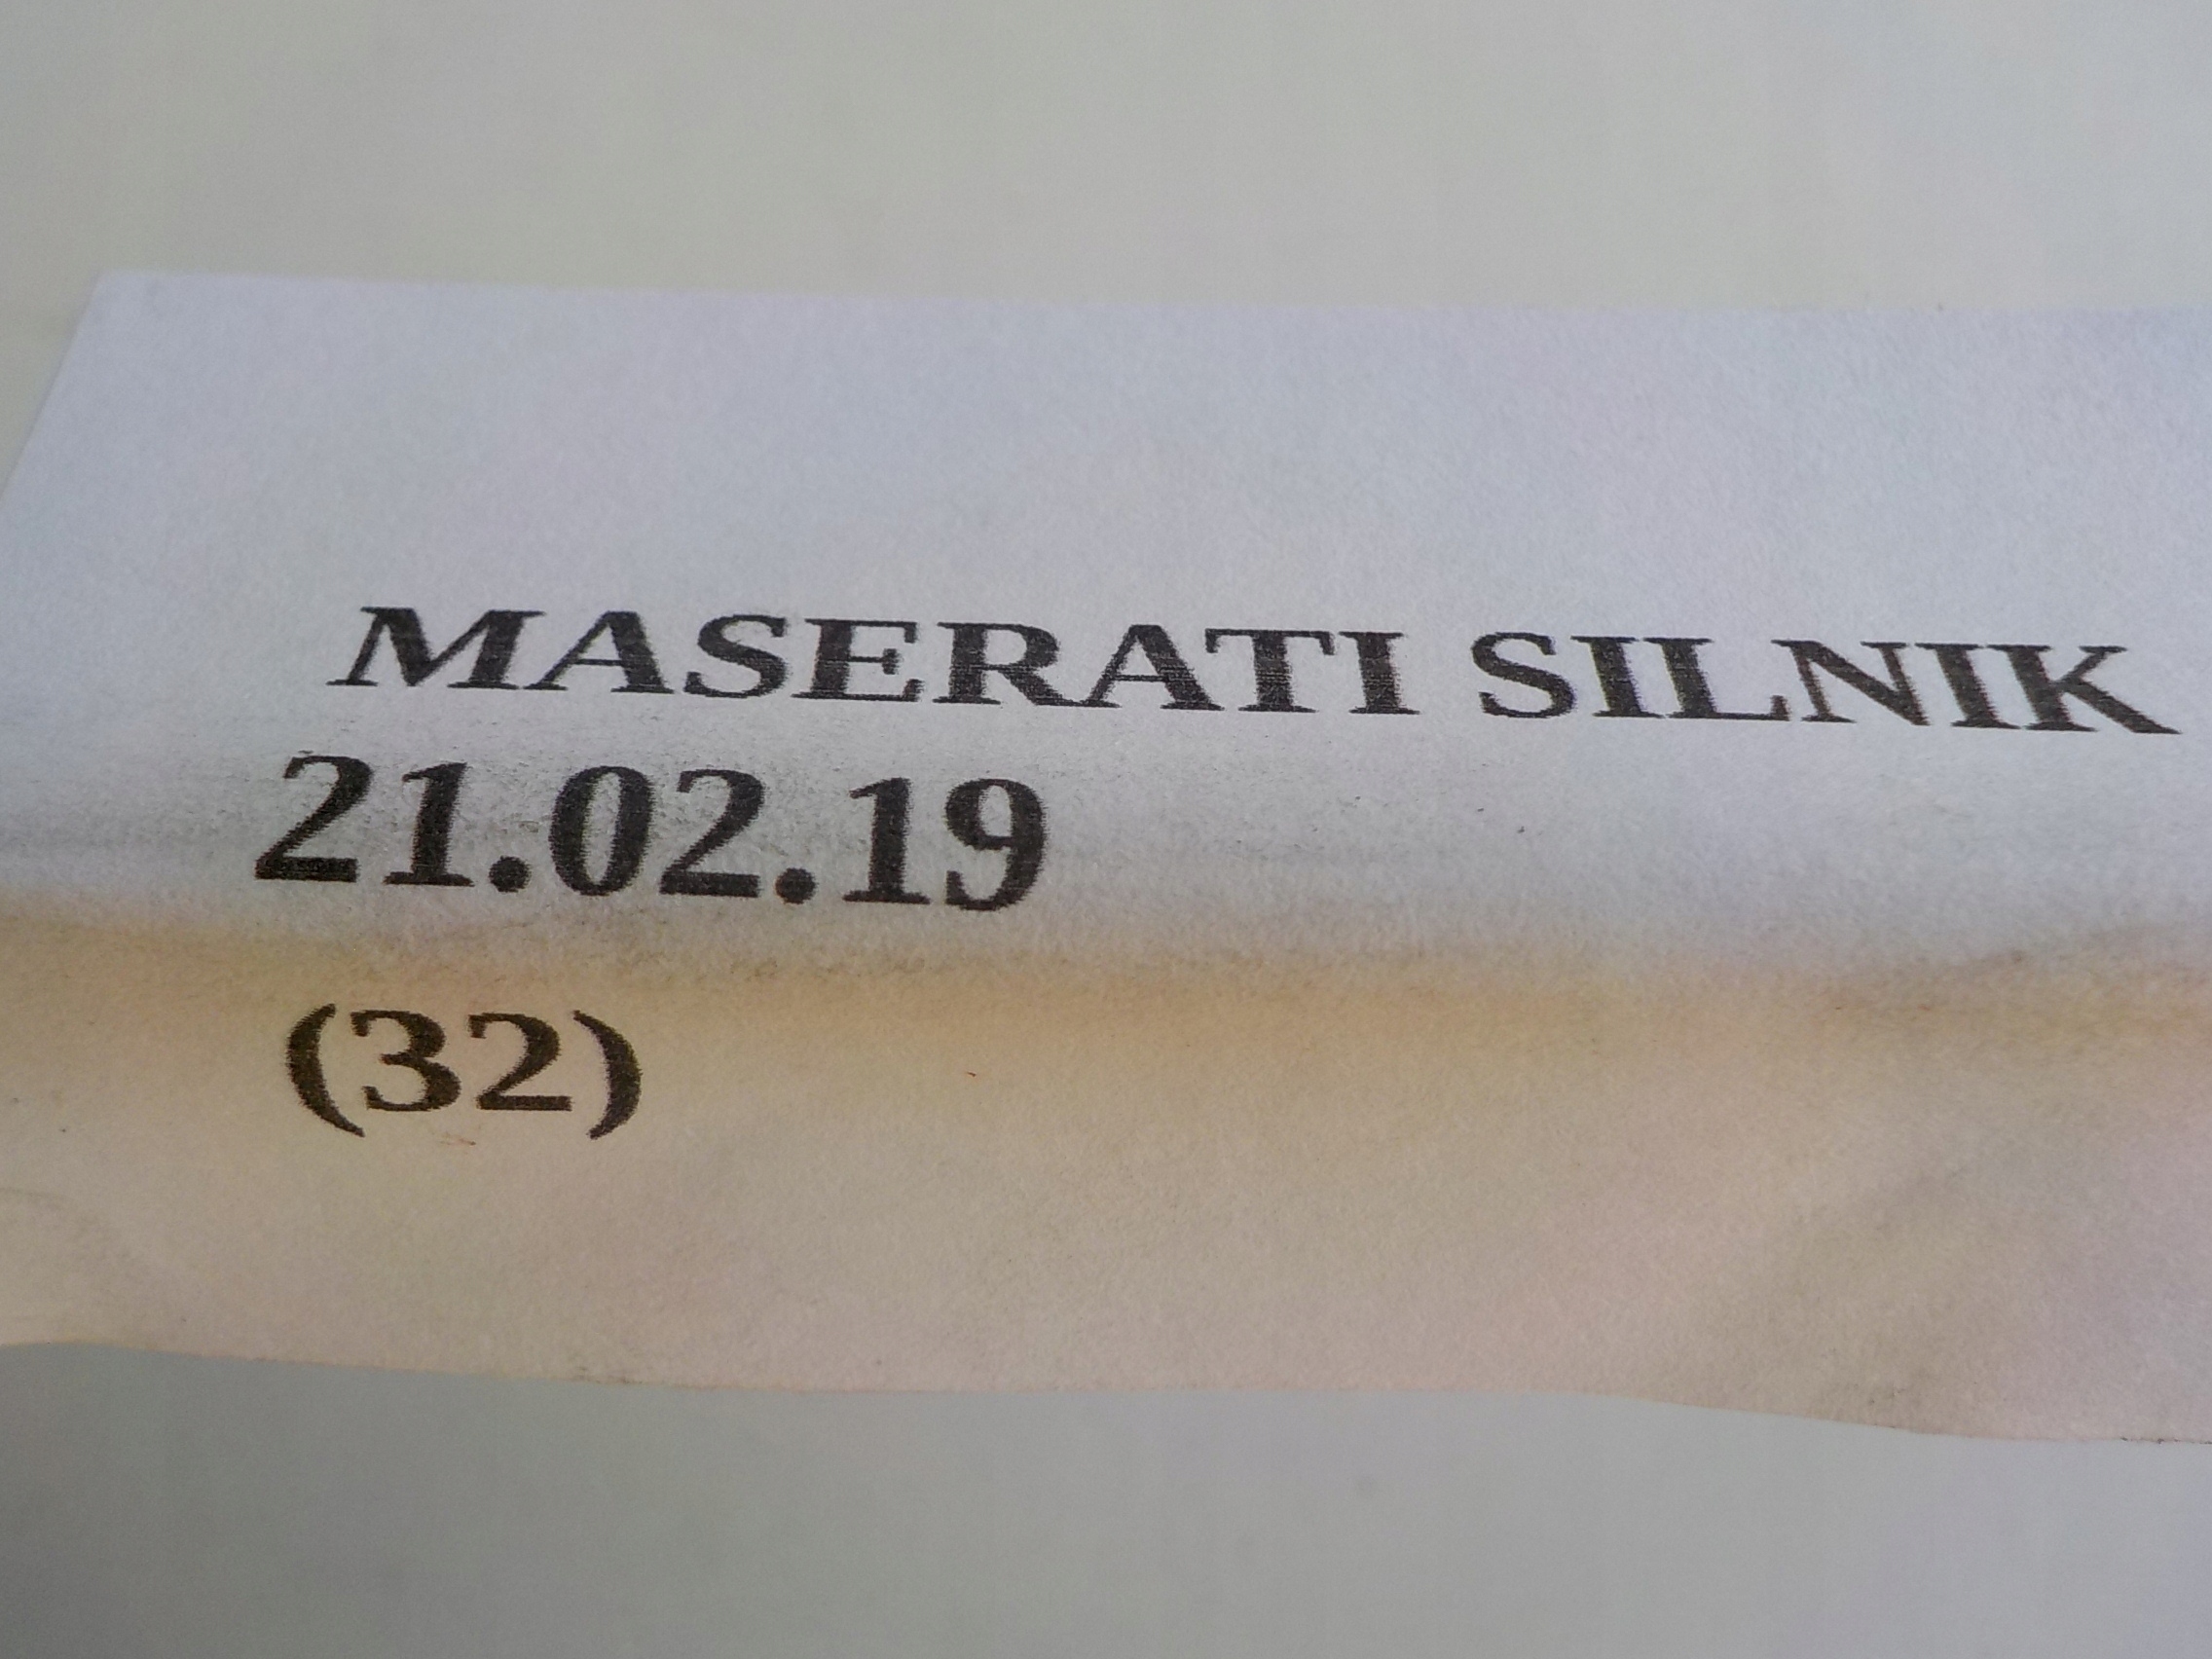 MASERATI SILNIK
21.02.19
(32)